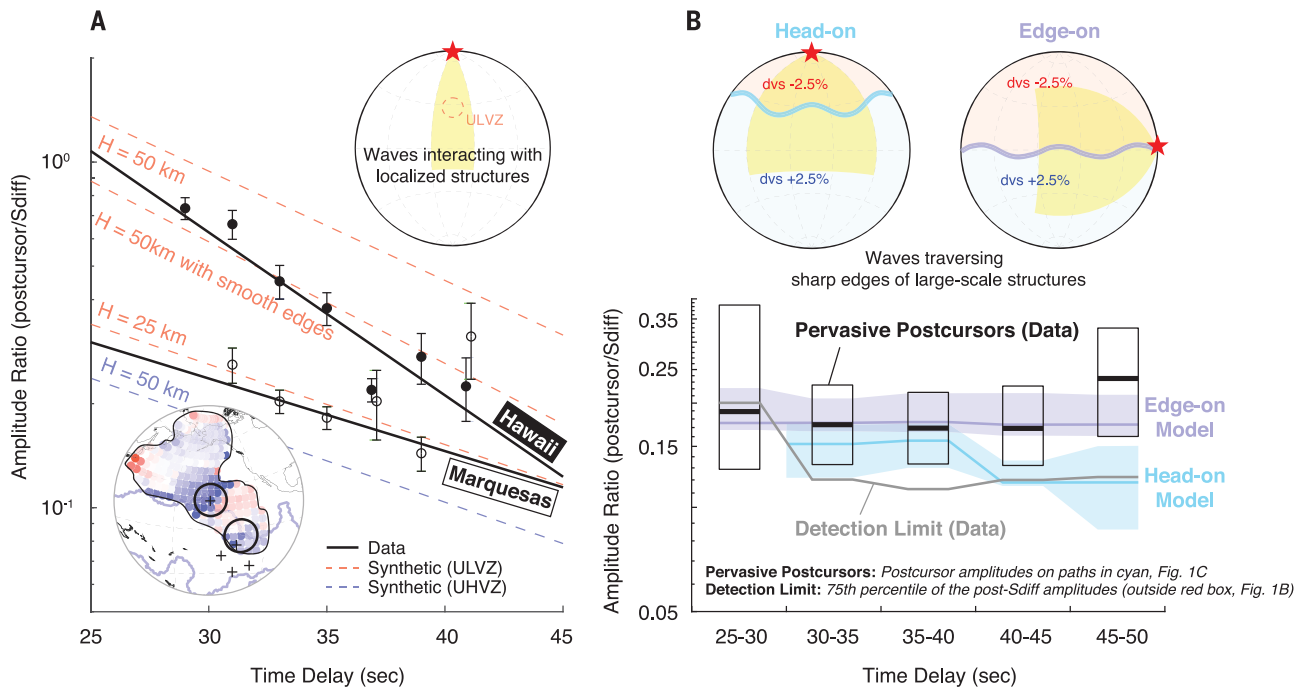 A
Amplitude Ratio (postcursor/Sdiff)
10⁰
10⁻¹
H = 50 km
H = 50km with smooth edges
H = 25 km
H = 50 km
ULVZ
Waves interacting with
localized structures
Hawaii
Marquesas
Data
Synthetic (ULVZ)
Synthetic (UHVZ)
25
30
35
40
45
Time Delay (sec)
B
Head-on
Edge-on
dvs -2.5%
dvs +2.5%
dvs -2.5%
dvs +2.5%
Waves traversing
sharp edges of large-scale structures
Amplitude Ratio (postcursor/Sdiff)
0.35
0.25
0.15
0.05
Pervasive Postcursors (Data)
Edge-on
Model
Head-on
Model
Detection Limit (Data)
Pervasive Postcursors: Postcursor amplitudes on paths in cyan, Fig. 1C
Detection Limit: 75th percentile of the post-Sdiff amplitudes (outside red box, Fig. 1B)
25-30
30-35
35-40
40-45
45-50
Time Delay (sec)